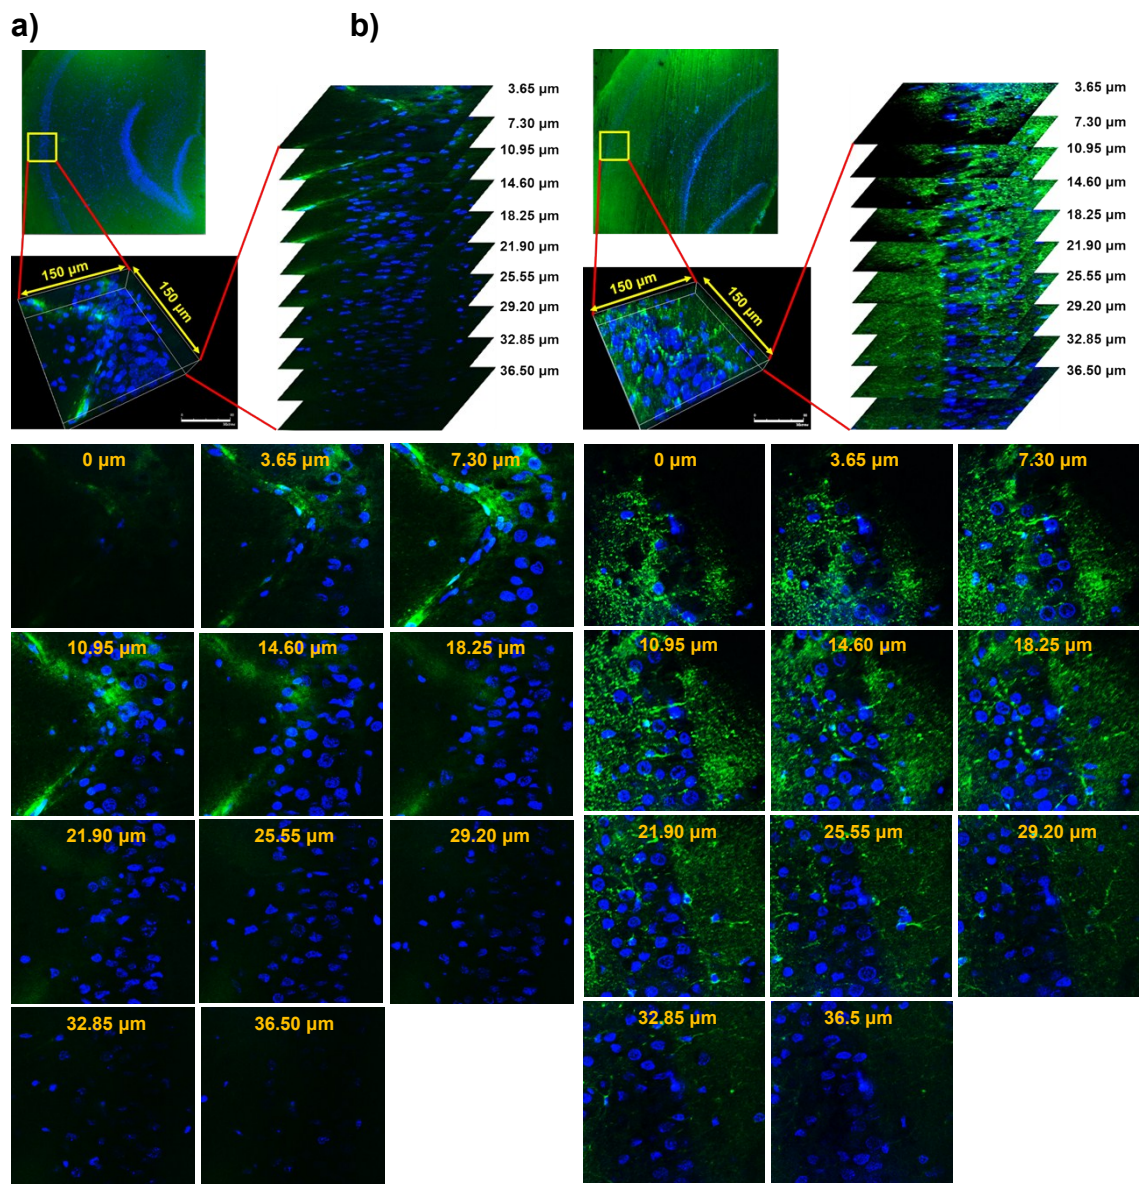 a)
b)
3.65 µm
7.30 µm
10.95 µm
14.60 µm
18.25 µm
21.90 µm
25.55 µm
29.20 µm
32.85 µm
36.50 µm
150 µm
150 µm
3.65 µm
7.30 µm
10.95 µm
14.60 µm
18.25 µm
21.90 µm
25.55 µm
29.20 µm
32.85 µm
36.50 µm
150 µm
150 µm
0 µm
3.65 µm
7.30 µm
10.95 µm
14.60 µm
18.25 µm
21.90 µm
25.55 µm
29.20 µm
32.85 µm
36.50 µm
0 µm
3.65 µm
7.30 µm
10.95 µm
14.60 µm
18.25 µm
21.90 µm
25.55 µm
29.20 µm
32.85 µm
36.5 µm